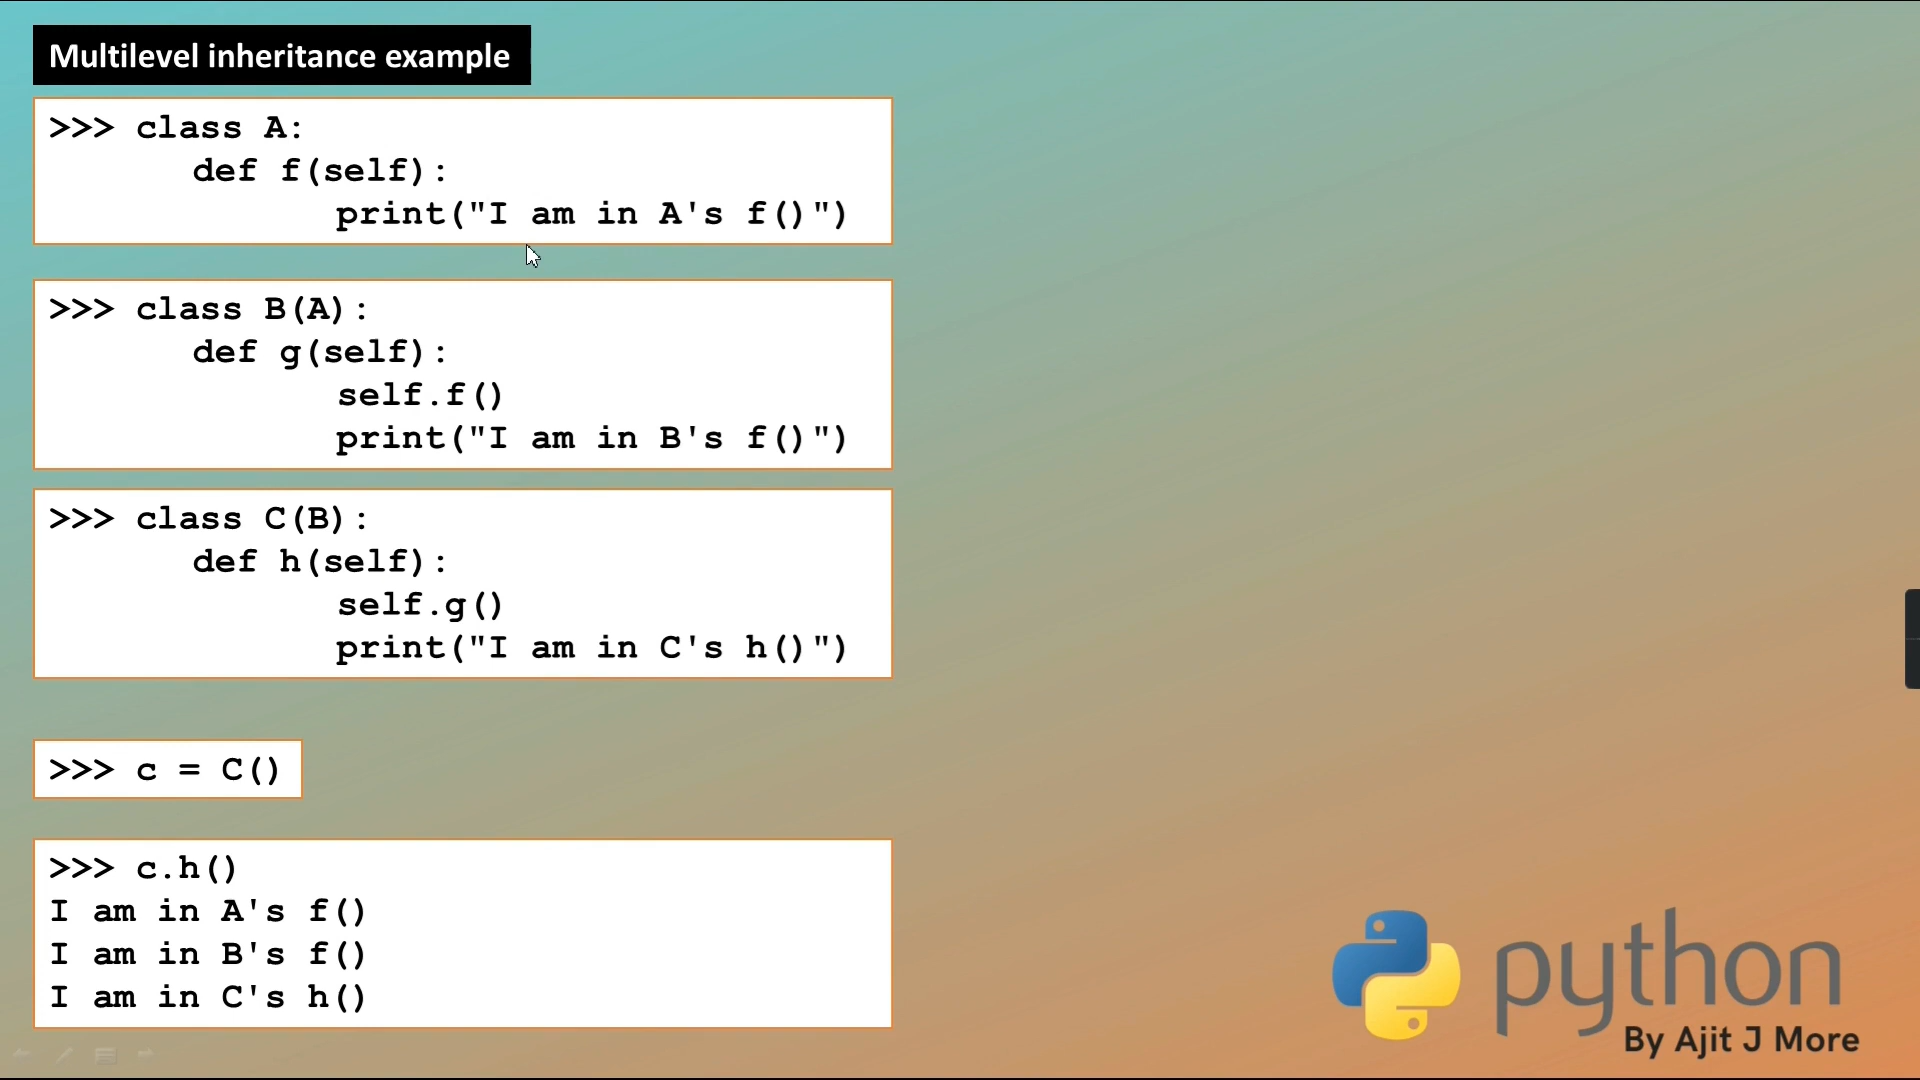 Multilevel inheritance example
>>> class A:
def f(self):
print("I am in A's f()")
>>> class B(A):
def g(self):
self.f()
print("I am in B's f()")
>>> class C(B):
def h(self):
self.g()
print("I am in C's h()")
>>> c = C()
>>> c.h()
I am in A's f()
I am in B's f()
I am in C's h()
python
By Ajit J More